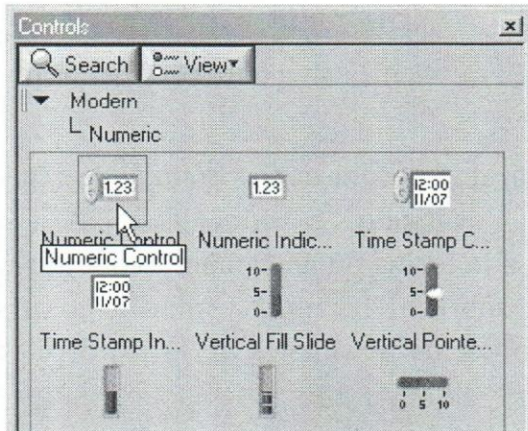 Controls
Search View
Modern
Numeric
1.23 1.23 12:00
11/07
Numeric Control Numeric Indic... Time Stamp C...
Numeric Control
12:00
11/07
10-
5-
0-
10-
5-
0-
Time Stamp In... Vertical Fill Slide Vertical Pointe...
0 5 10